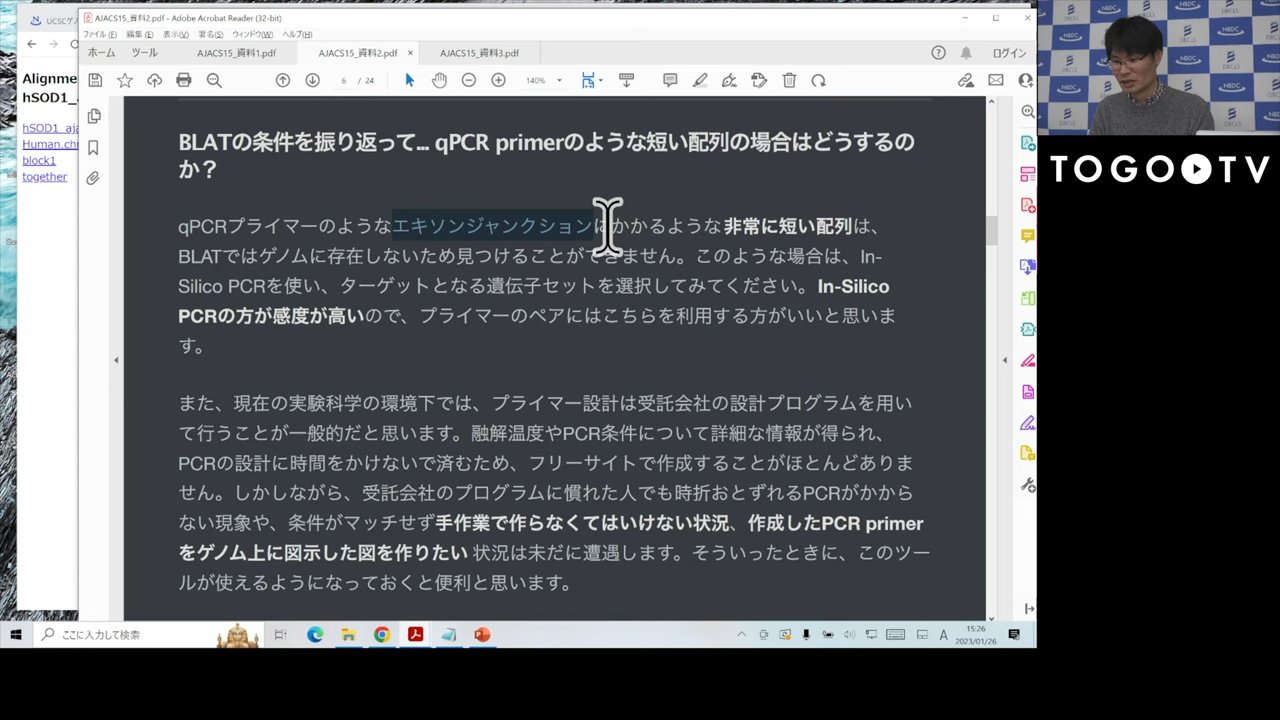 UCSCゲノ
AJACS15_資料2.pdf - Adobe Acrobat Reader (32-bit)
ファイル(F) 編集(E) 表示(V) 署名(S) ウィンドウ(W) ヘルプ(H)
ホーム ツール AJACS15_資料1.pdf AJACS15_資料2.pdf × AJACS15_資料3.pdf ログイン
6 / 24 140%
Alignme
hSOD1_a
hSOD1_aja
Human.chr
block1
together
BLATの条件を振り返って... qPCR primerのような短い配列の場合はどうするの
か？
qPCRプライマーのようなエキソンジャンクションにかかるような非常に短い配列は、
BLATではゲノムに存在しないため見つけることができません。このような場合は、In-
Silico PCRを使い、ターゲットとなる遺伝子セットを選択してみてください。In-Silico
PCRの方が感度が高いので、プライマーのペアにはこちらを利用する方がいいと思いま
す。
また、現在の実験科学の環境下では、プライマー設計は受託会社の設計プログラムを用い
て行うことが一般的だと思います。融解温度やPCR条件について詳細な情報が得られ、
PCRの設計に時間をかけないで済むため、フリーサイトで作成することがほとんどありま
せん。しかしながら、受託会社のプログラムに慣れた人でも時折おとずれるPCRがかから
ない現象や、条件がマッチせず手作業で作らなくてはいけない状況、作成したPCR primer
をゲノム上に図示した図を作りたい 状況は未だに遭遇します。そういったときに、このツー
ルが使えるようになっておくと便利と思います。
ここに入力して検索
A
15:26
2023/01/26
NBDC
DBCLS
TOGO TV